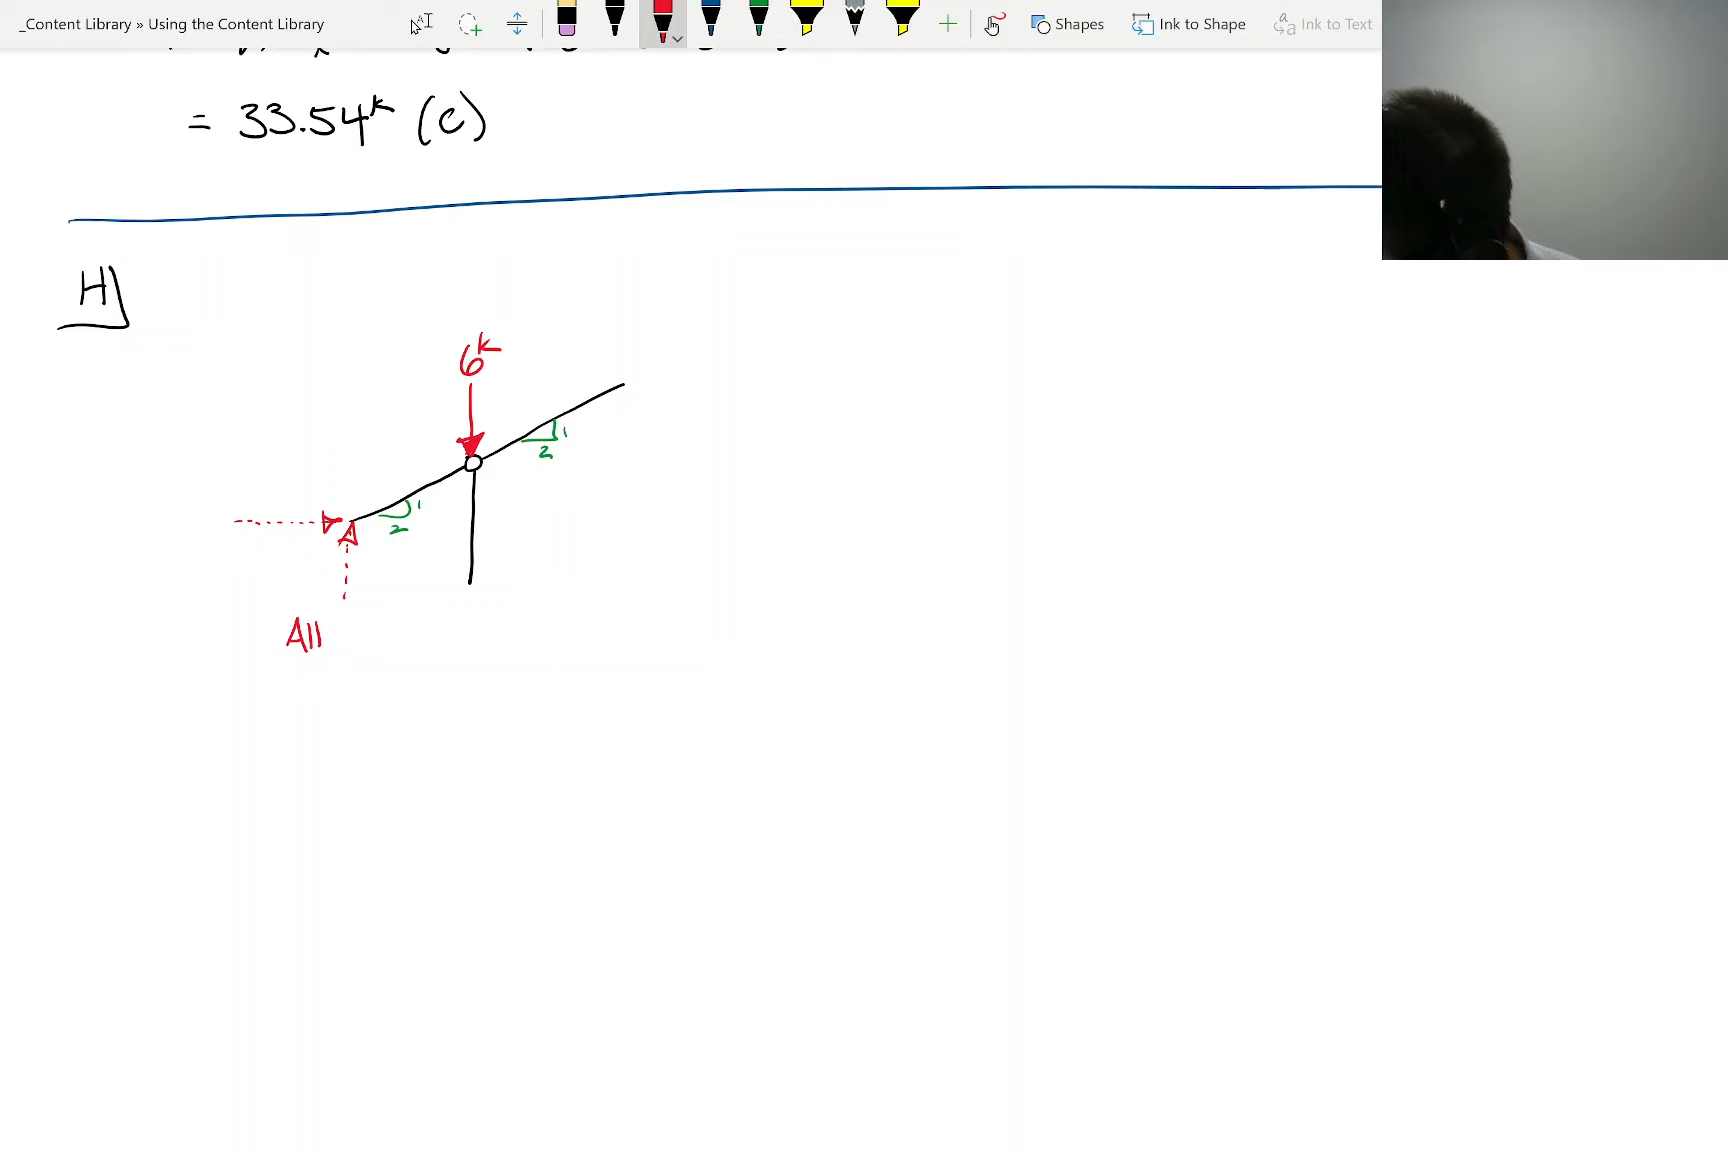 _Content Library » Using the Content Library
Shapes
Ink to Shape
Ink to Text
= 33.54ᵏ (C)
H
6ᵏ
1
2
1
2
All